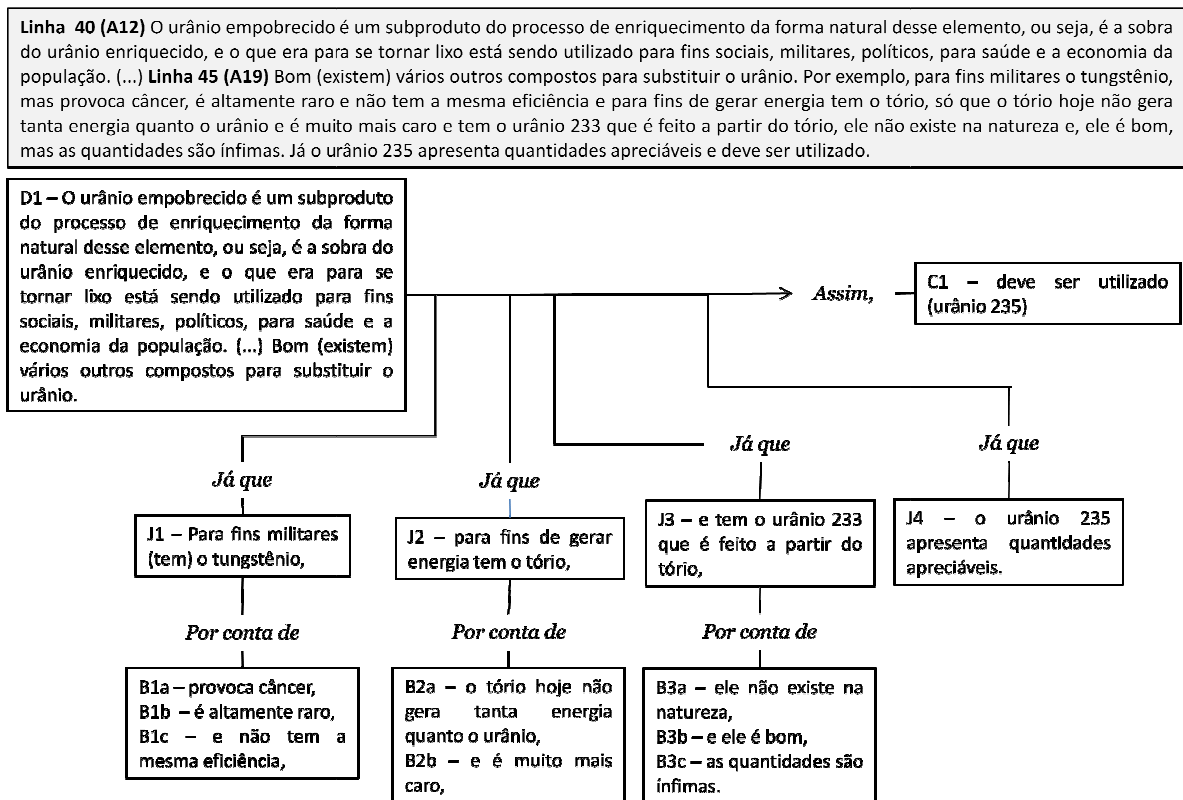 Linha 40 (A12) O urânio empobrecido é um subproduto do processo de enriquecimento da forma natural desse elemento, ou seja, é a sobra
do urânio enriquecido, e o que era para se tornar lixo está sendo utilizado para fins sociais, militares, políticos, para saúde e a economia da
população. (...) Linha 45 (A19) Bom (existem) vários outros compostos para substituir o urânio. Por exemplo, para fins militares o tungstênio,
mas provoca câncer, é altamente raro e não tem a mesma eficiência e para fins de gerar energia tem o tório, só que o tório hoje não gera
tanta energia quanto o urânio e é muito mais caro e tem o urânio 233 que é feito a partir do tório, ele não existe na natureza e, ele é bom,
mas as quantidades são ínfimas. Já o urânio 235 apresenta quantidades apreciáveis e deve ser utilizado.
D1 – O urânio empobrecido é um subproduto
do processo de enriquecimento da forma
natural desse elemento, ou seja, é a sobra do
urânio enriquecido, e o que era para se
tornar lixo está sendo utilizado para fins
sociais, militares, políticos, para saúde e a
economia da população. (...) Bom (existem)
vários outros compostos para substituir o
urânio.
Assim,
C1 – deve ser utilizado
(urânio 235)
Já que
Já que
Já que
Já que
J1 – Para fins militares
(tem) o tungstênio,
J2 – para fins de gerar
energia tem o tório,
J3 – e tem o urânio 233
que é feito a partir do
tório,
J4 – o urânio 235
apresenta quantidades
apreciáveis.
Por conta de
Por conta de
Por conta de
B1a – provoca câncer,
B1b – é altamente raro,
B1c – e não tem a
mesma eficiência,
B2a – o tório hoje não
gera tanta energia
quanto o urânio,
B2b – e é muito mais
caro,
B3a – ele não existe na
natureza,
B3b – e ele é bom,
B3c – as quantidades são
ínfimas.